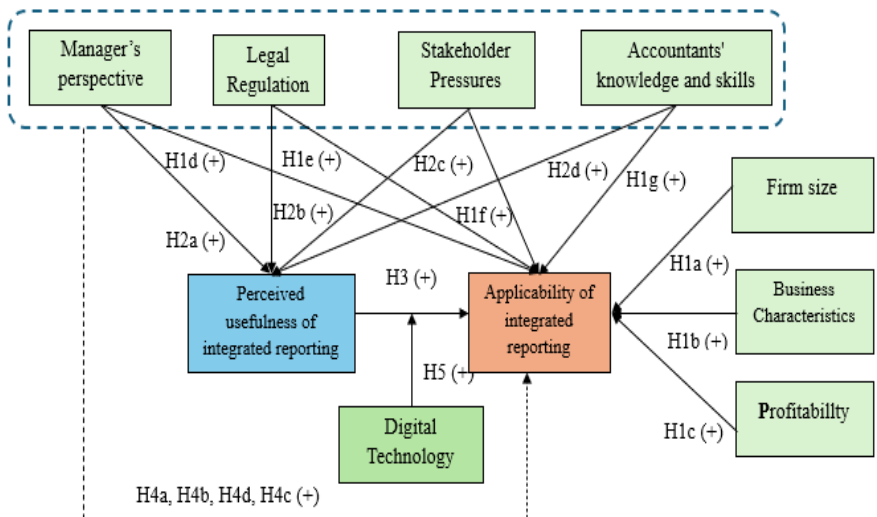 Manager's
perspective
Legal
Regulation
Stakeholder
Pressures
Accountants'
knowledge and skills
H1d (+)
H1e (+)
H2c (+)
H2d (+)
H1g (+)
H2a (+)
H2b (+)
H1f (+)
Firm size
H1a (+)
Perceived
usefulness of
integrated reporting
H3 (+)
Applicability of
integrated
reporting
Business
Characteristics
H1b (+)
H5 (+)
Digital
Technology
Profitabillty
H1c (+)
H4a, H4b, H4d, H4c (+)